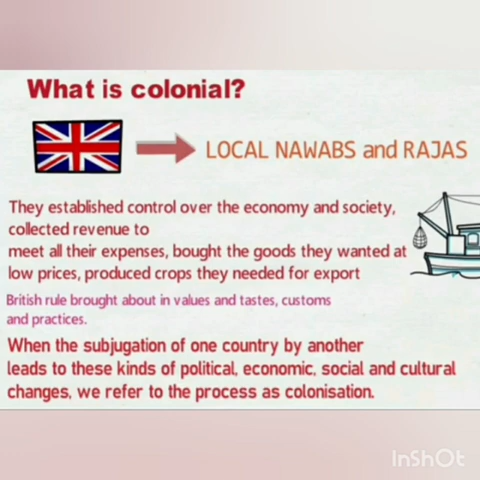 What is colonial?
LOCAL NAWABS and RAJAS
They established control over the economy and society,
collected revenue to
meet all their expenses, bought the goods they wanted at
low prices, produced crops they needed for export
British rule brought about in values and tastes, customs
and practices.
When the subjugation of one country by another
leads to these kinds of political, economic, social and cultural
changes, we refer to the process as colonisation.
InShOt